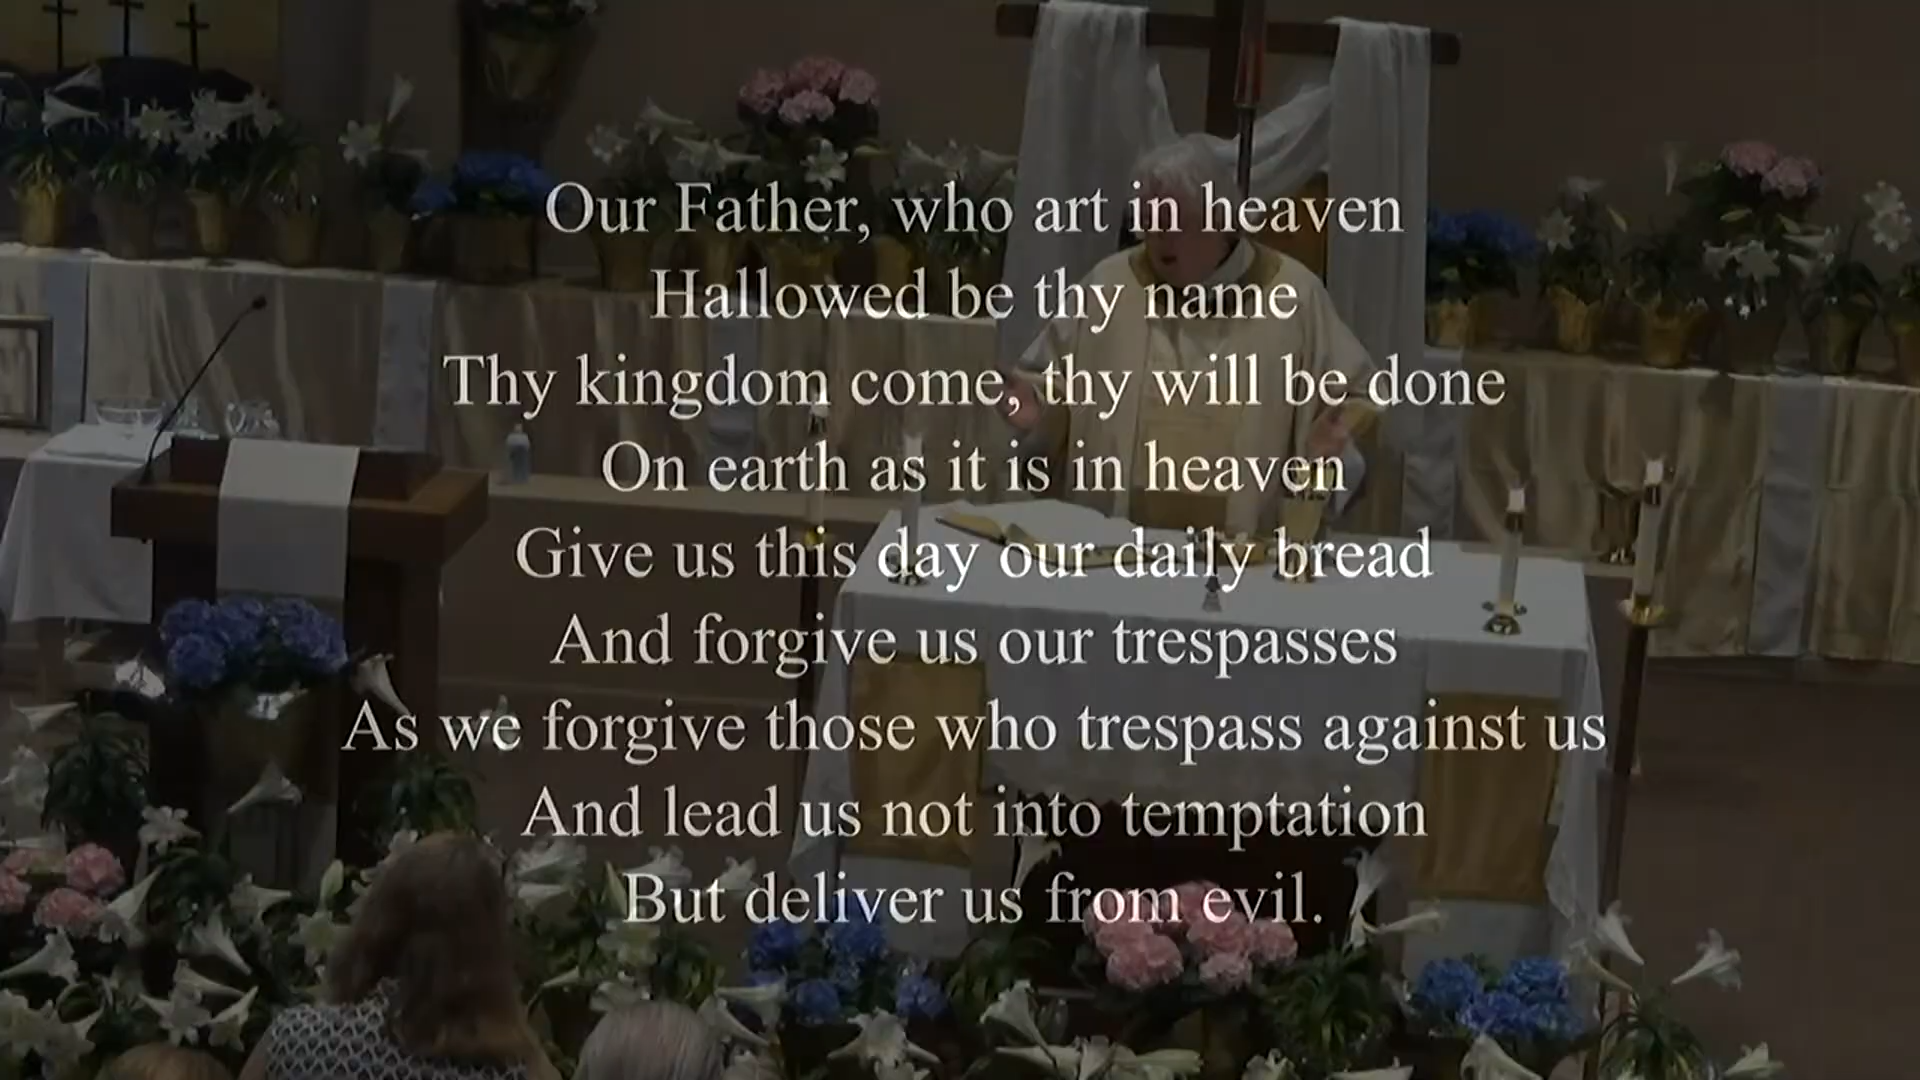 Our Father, who art in heaven
Hallowed be thy name
Thy kingdom come, thy will be done
On earth as it is in heaven
Give us this day our daily bread
And forgive us our trespasses
As we forgive those who trespass against us
And lead us not into temptation
But deliver us from evil.